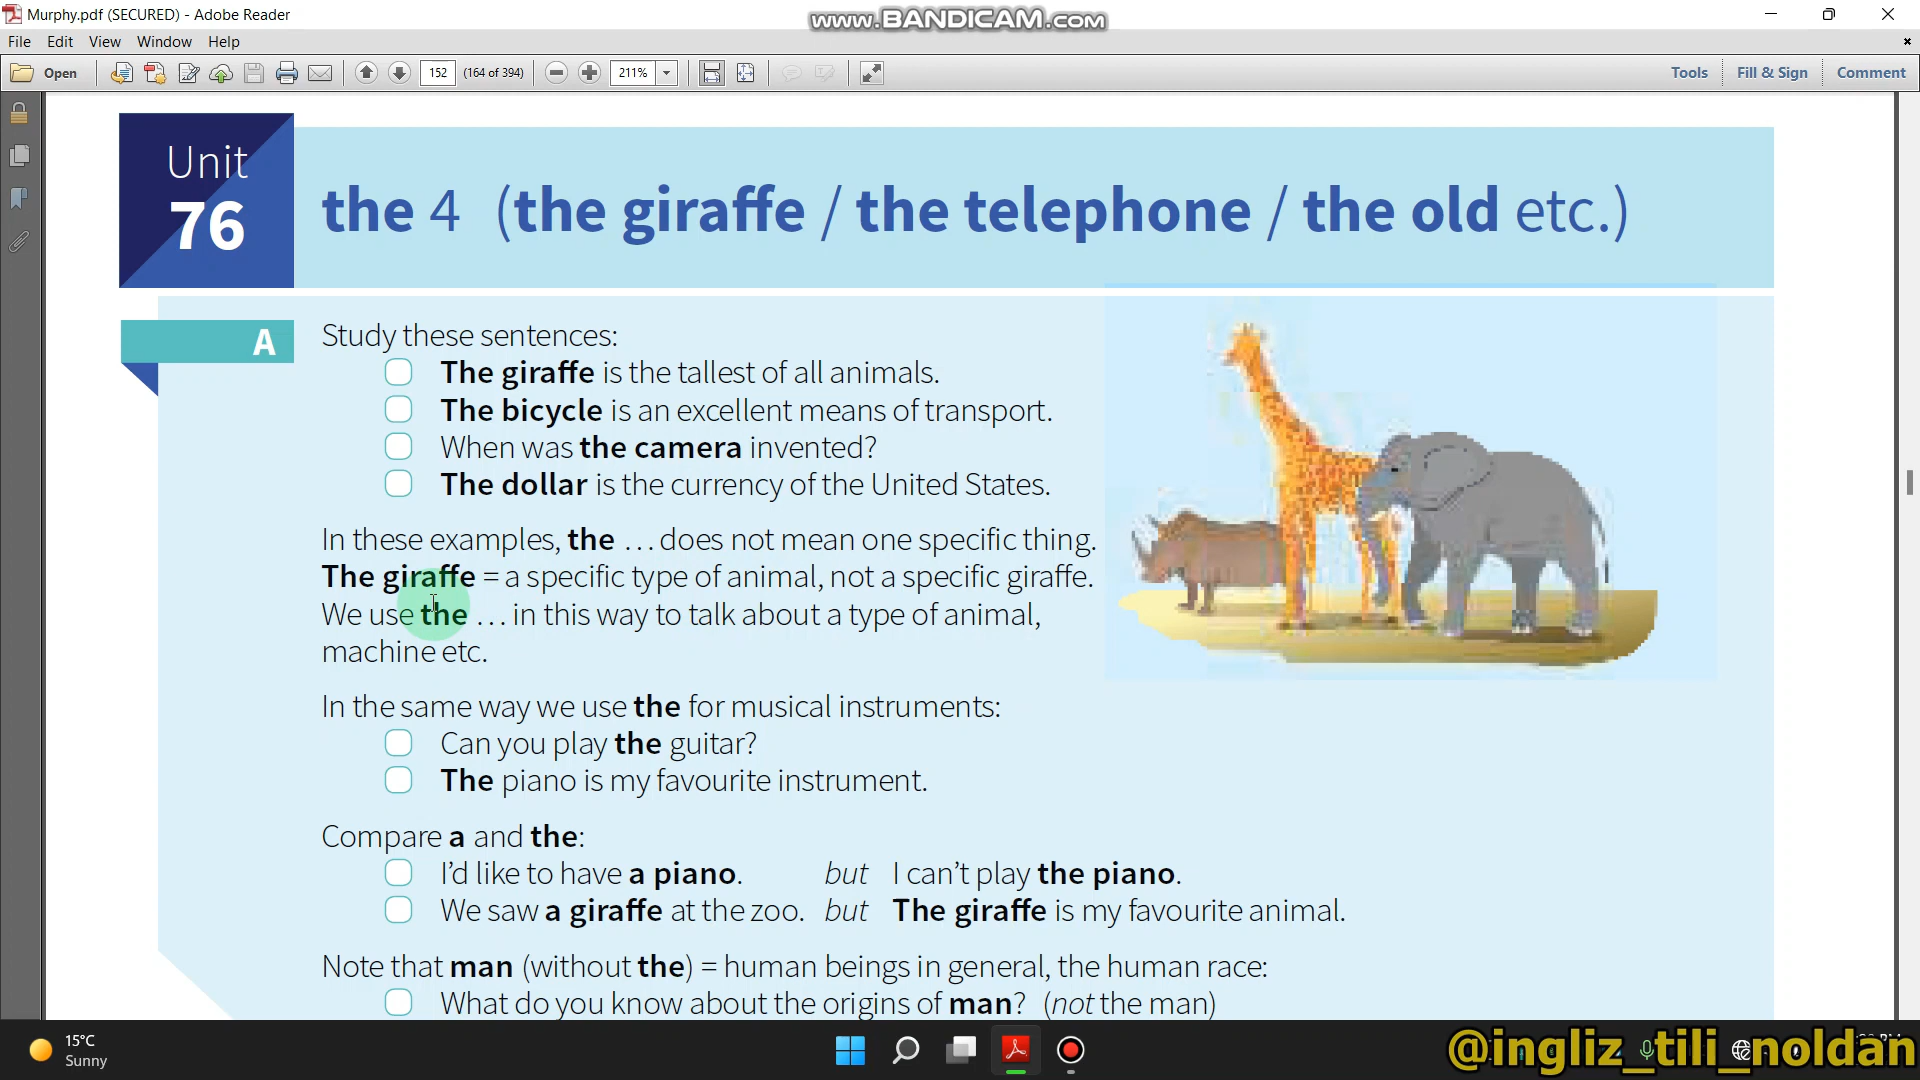 Murphy.pdf (SECURED) - Adobe Reader
www.BANDICAM.com
File Edit View Window Help
Open 152 (164 of 394) 211% Tools Fill & Sign Comment
Unit
76
the 4 (the giraffe / the telephone / the old etc.)
A
Study these sentences:
The giraffe is the tallest of all animals.
The bicycle is an excellent means of transport.
When was the camera invented?
The dollar is the currency of the United States.
In these examples, the … does not mean one specific thing.
The giraffe = a specific type of animal, not a specific giraffe.
We use the … in this way to talk about a type of animal,
machine etc.
In the same way we use the for musical instruments:
Can you play the guitar?
The piano is my favourite instrument.
Compare a and the:
I’d like to have a piano. but I can’t play the piano.
We saw a giraffe at the zoo. but The giraffe is my favourite animal.
Note that man (without the) = human beings in general, the human race:
What do you know about the origins of man? (not the man)
15°C
Sunny
@ingliz_tili_noldan